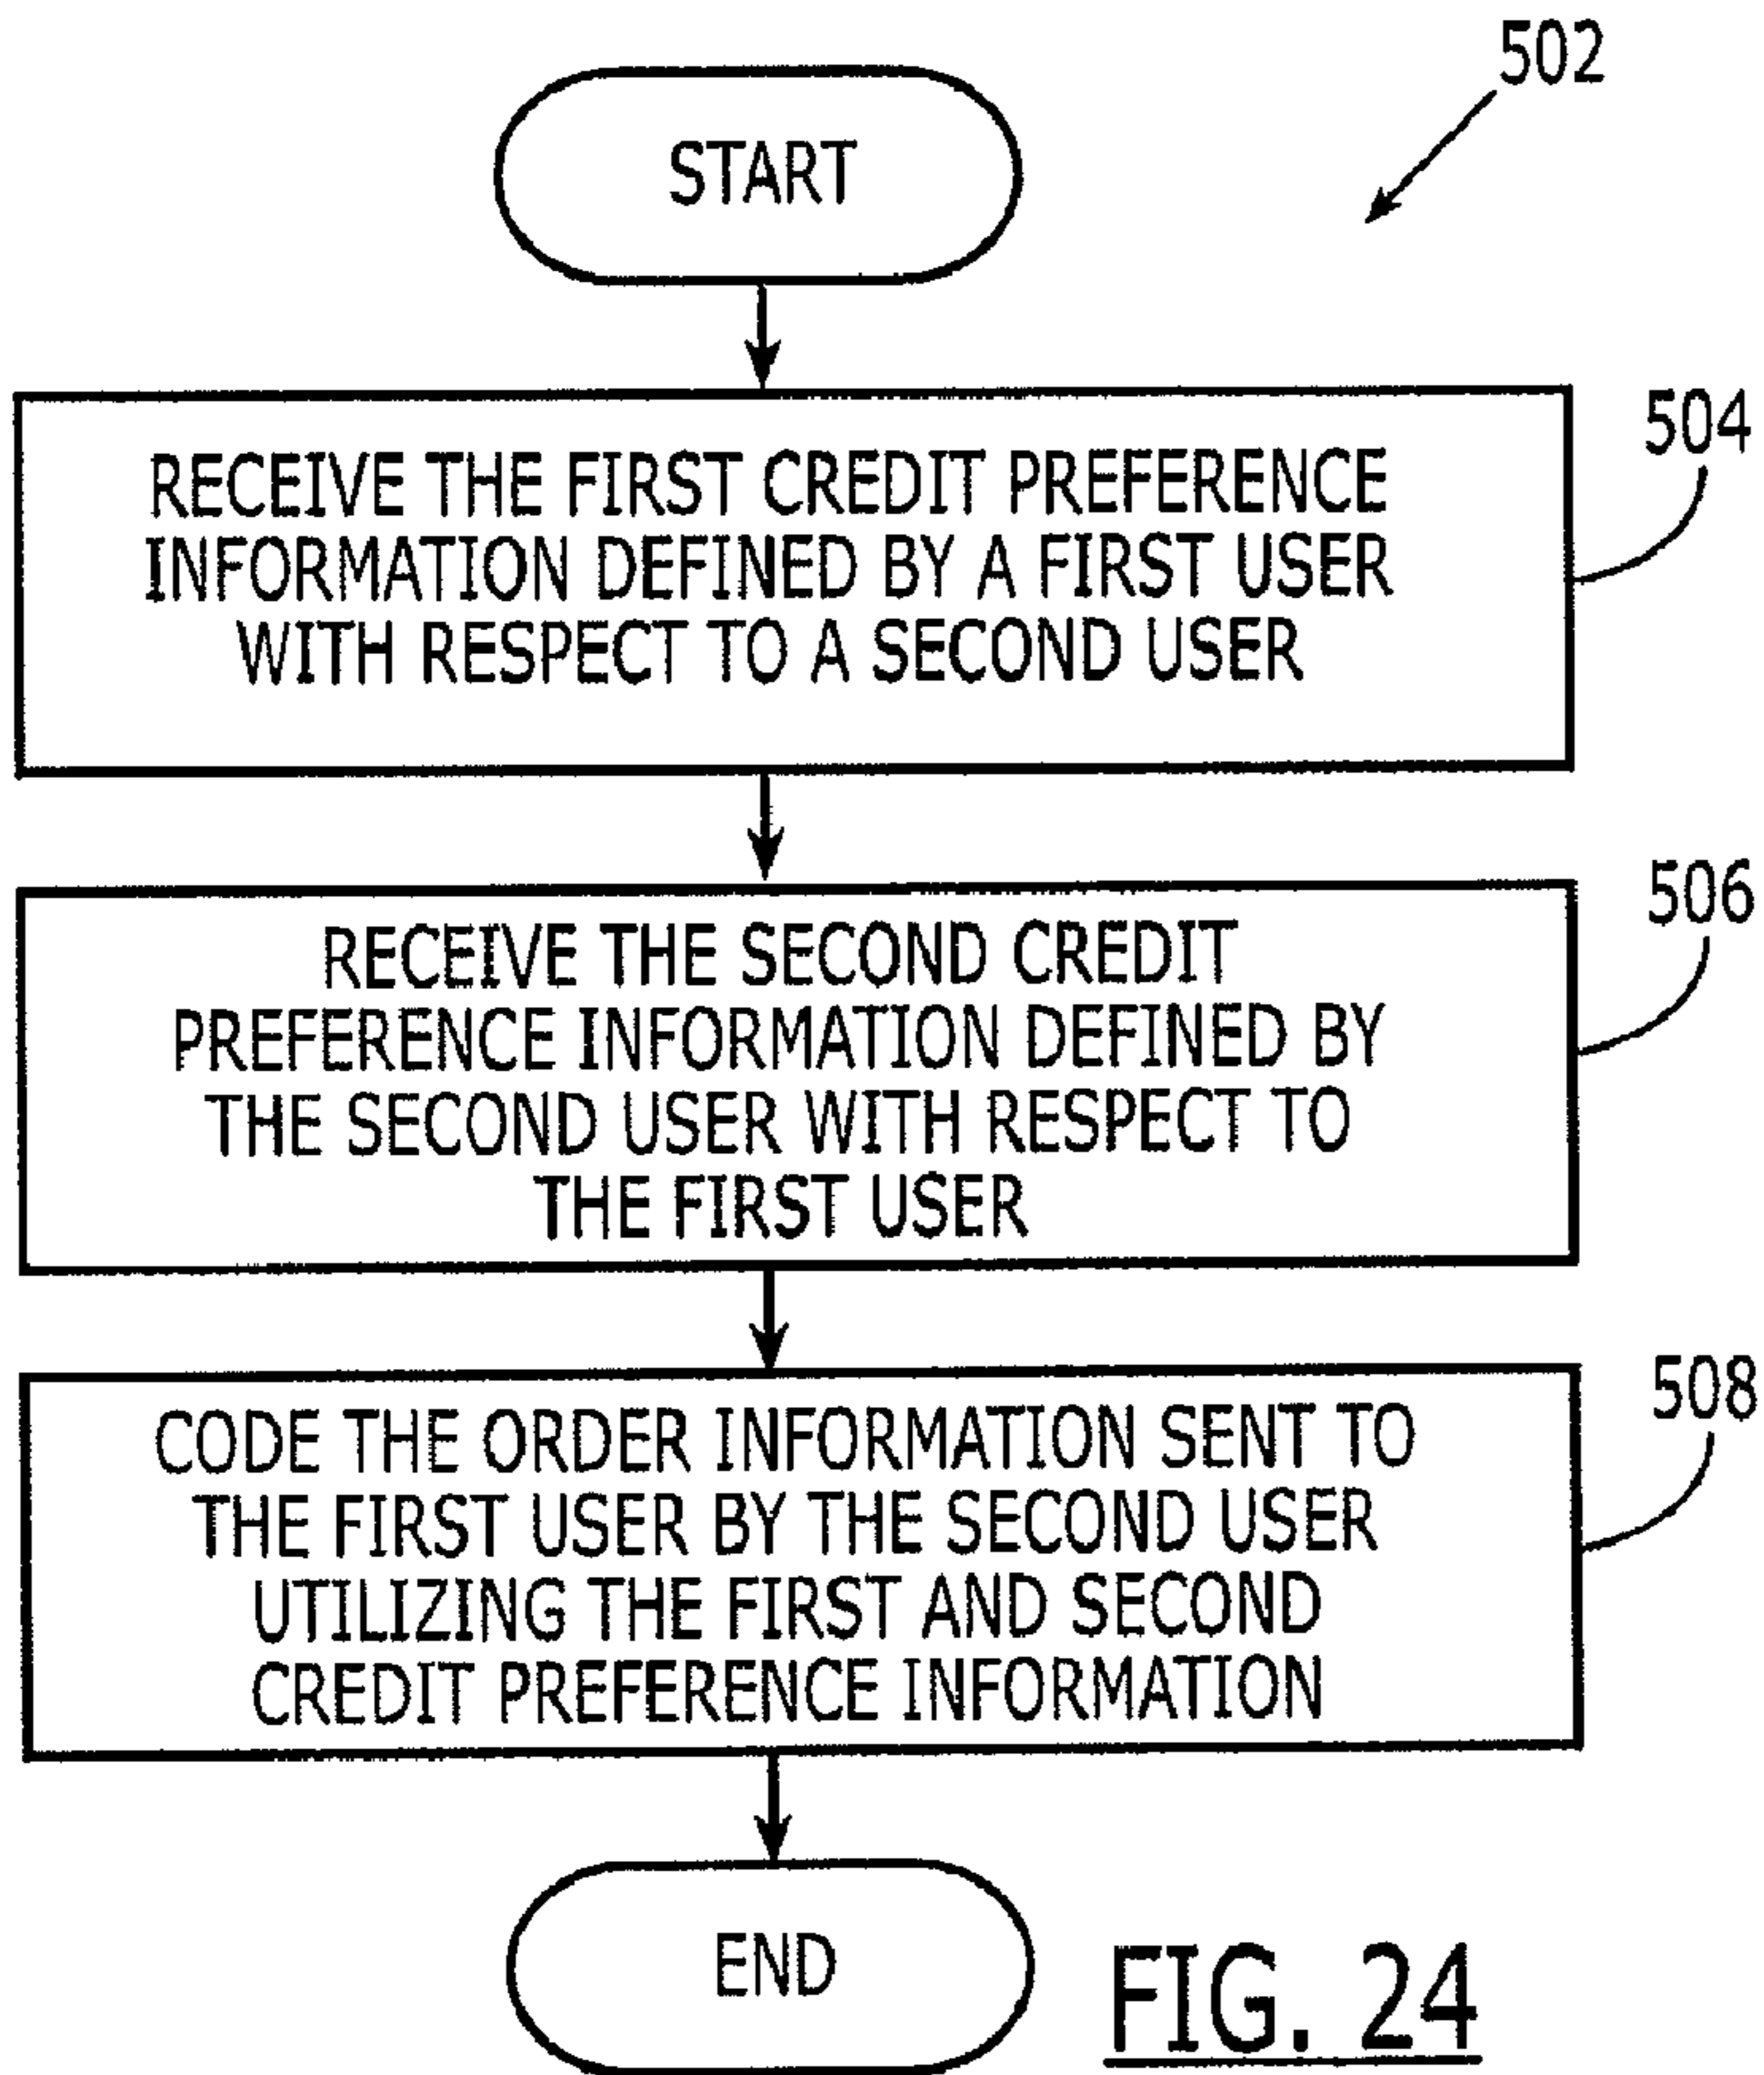 502
START
504
RECEIVE THE FIRST CREDIT PREFERENCE
INFORMATION DEFINED BY A FIRST USER
WITH RESPECT TO A SECOND USER
506
RECEIVE THE SECOND CREDIT
PREFERENCE INFORMATION DEFINED BY
THE SECOND USER WITH RESPECT TO
THE FIRST USER
508
CODE THE ORDER INFORMATION SENT TO
THE FIRST USER BY THE SECOND USER
UTILIZING THE FIRST AND SECOND
CREDIT PREFERENCE INFORMATION
END
FIG. 24